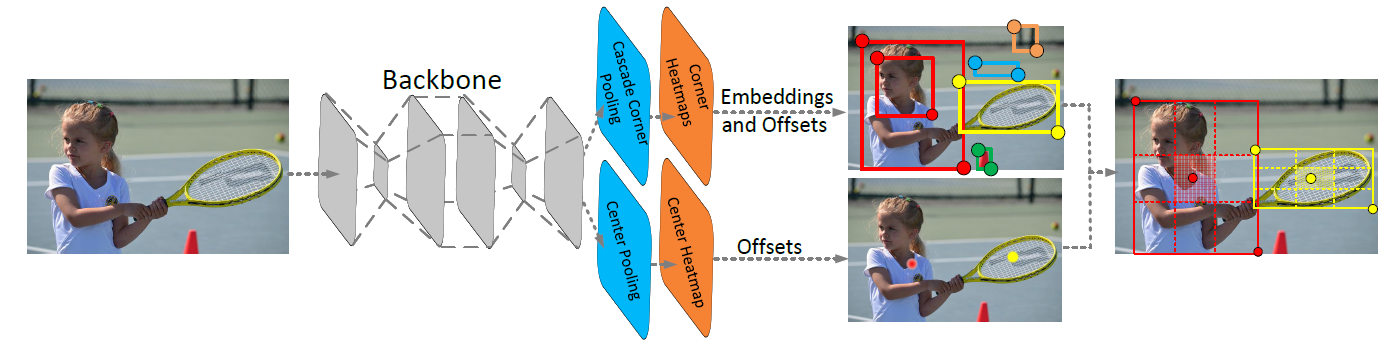 Backbone
Cascade Corner
Pooling
Corner
Heatmaps
Embeddings
and Offsets
Center Pooling
Center Heatmap
Offsets